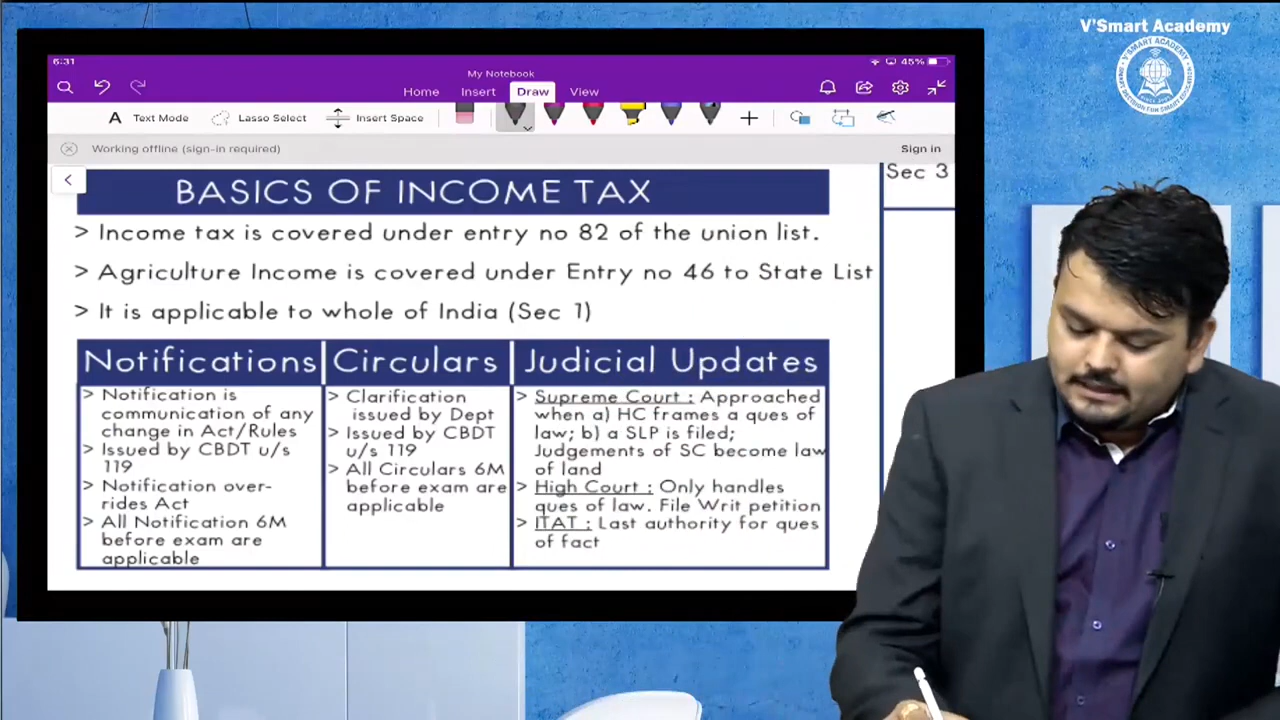 V'Smart Academy
6:31
45%
My Notebook
Home Insert Draw View
Text Mode Lasso Select Insert Space
Working offline (sign-in required)
Sign in
Sec 3
BASICS OF INCOME TAX
> Income tax is covered under entry no 82 of the union list.
> Agriculture Income is covered under Entry no 46 to State List
> It is applicable to whole of India (Sec 1)
Notifications
> Notification is
communication of any
change in Act/Rules
> Issued by CBDT u/s
119
> Notification over-
rides Act
> All Notification 6M
before exam are
applicable
Circulars
> Clarification
issued by Dept
> Issued by CBDT
u/s 119
> All Circulars 6M
before exam are
applicable
Judicial Updates
> Supreme Court : Approached
when a) HC frames a ques of
law; b) a SLP is filed;
Judgements of SC become law
of land
> High Court : Only handles
ques of law. File Writ petition
> ITAT : Last authority for ques
of fact